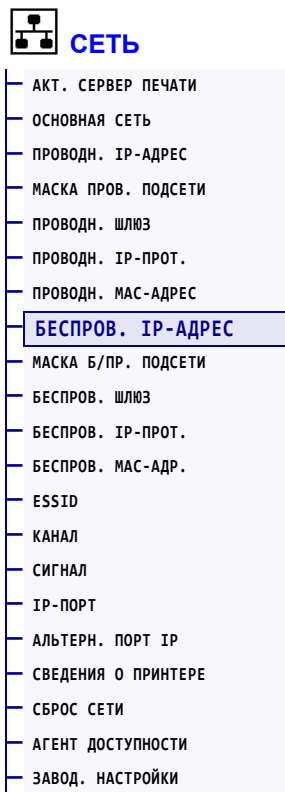 СЕТЬ
АКТ. СЕРВЕР ПЕЧАТИ
ОСНОВНАЯ СЕТЬ
ПРОВОДН. IP-АДРЕС
МАСКА ПРОВ. ПОДСЕТИ
ПРОВОДН. ШЛЮЗ
ПРОВОДН. IP-ПРОТ.
ПРОВОДН. MAC-АДРЕС
БЕСПРОВ. IP-АДРЕС
МАСКА Б/ПР. ПОДСЕТИ
БЕСПРОВ. ШЛЮЗ
БЕСПРОВ. IP-ПРОТ.
БЕСПРОВ. MAC-АДР.
ESSID
КАНАЛ
СИГНАЛ
IP-ПОРТ
АЛЬТЕРН. ПОРТ IP
СВЕДЕНИЯ О ПРИНТЕРЕ
СБРОС СЕТИ
АГЕНТ ДОСТУПНОСТИ
ЗАВОД. НАСТРОЙКИ